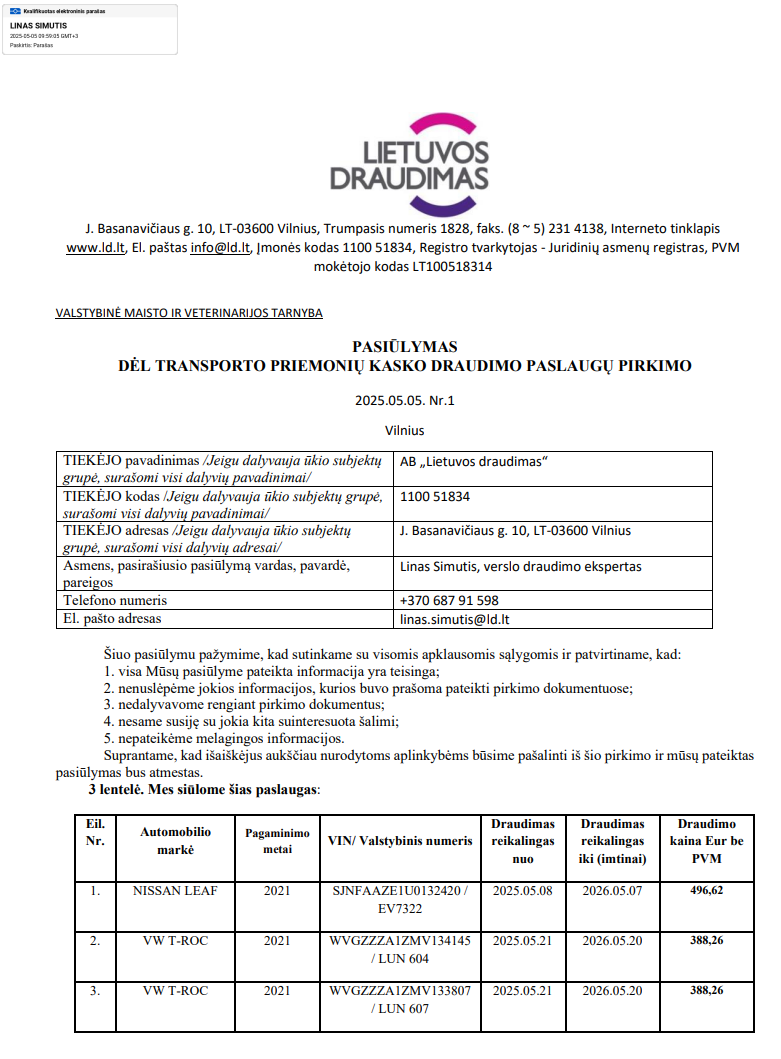 Kvalifikuotas elektroninis parašas
LINAS SIMUTIS
2025-05-05 09:59:05 GMT+3
Paskirtis: Parašas
LIETUVOS
DRAUDIMAS
J. Basanavičiaus g. 10, LT-03600 Vilnius, Trumpasis numeris 1828, faks. (8 ~ 5) 231 4138, Interneto tinklapis
www.ld.lt, El. paštas info@ld.lt, Įmonės kodas 1100 51834, Registro tvarkytojas - Juridinių asmenų registras, PVM
mokėtojo kodas LT100518314
VALSTYBINĖ MAISTO IR VETERINARIJOS TARNYBA
PASIŪLYMAS
DĖL TRANSPORTO PRIEMONIŲ KASKO DRAUDIMO PASLAUGŲ PIRKIMO
2025.05.05. Nr.1
Vilnius
TIEKĖJO pavadinimas /Jeigu dalyvauja ūkio subjektų
grupė, surašomi visi dalyvių pavadinimai/
AB „Lietuvos draudimas“
TIEKĖJO kodas /Jeigu dalyvauja ūkio subjektų grupė,
surašomi visi dalyvių pavadinimai/
1100 51834
TIEKĖJO adresas /Jeigu dalyvauja ūkio subjektų
grupė, surašomi visi dalyvių adresai/
J. Basanavičiaus g. 10, LT-03600 Vilnius
Asmens, pasirašiusio pasiūlymą vardas, pavardė,
pareigos
Linas Simutis, verslo draudimo ekspertas
Telefono numeris
+370 687 91 598
El. pašto adresas
linas.simutis@ld.lt
Šiuo pasiūlymu pažymime, kad sutinkame su visomis apklausomis sąlygomis ir patvirtiname, kad:
1. visa Mūsų pasiūlyme pateikta informacija yra teisinga;
2. nenuslėpėme jokios informacijos, kurios buvo prašoma pateikti pirkimo dokumentuose;
3. nedalyvavome rengiant pirkimo dokumentus;
4. nesame susiję su jokia kita suinteresuota šalimi;
5. nepateikėme melagingos informacijos.
Suprantame, kad išaiškėjus aukščiau nurodytoms aplinkybėms būsime pašalinti iš šio pirkimo ir mūsų pateiktas
pasiūlymas bus atmestas.
3 lentelė. Mes siūlome šias paslaugas:
Eil.
Nr.
Automobilio
markė
Pagaminimo
metai
VIN/ Valstybinis numeris
Draudimas
reikalingas
nuo
Draudimas
reikalingas
iki (imtinai)
Draudimo
kaina Eur be
PVM
1.
NISSAN LEAF
2021
SJNFAAZE1U0132420 /
EV7322
2025.05.08
2026.05.07
496,62
2.
VW T-ROC
2021
WVGZZZA1ZMV134145
/ LUN 604
2025.05.21
2026.05.20
388,26
3.
VW T-ROC
2021
WVGZZZA1ZMV133807
/ LUN 607
2025.05.21
2026.05.20
388,26